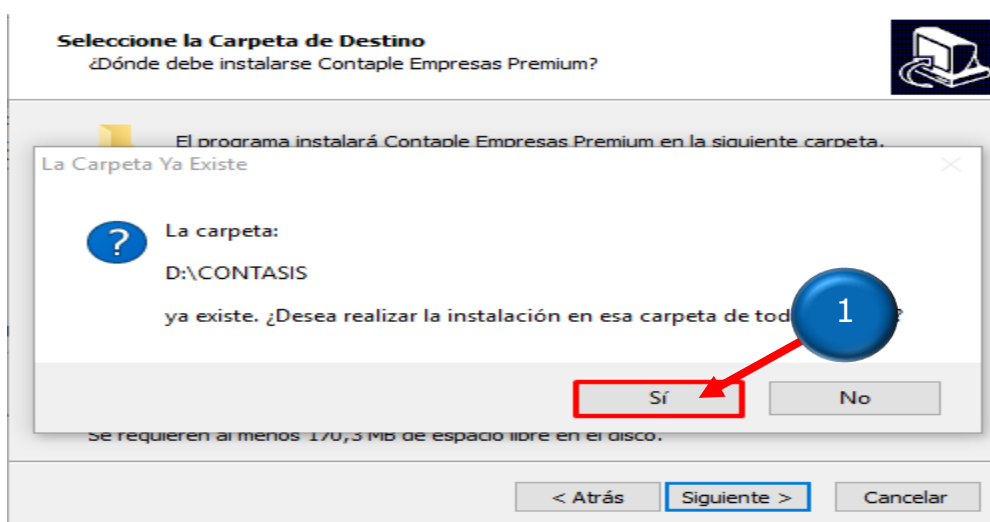 Seleccione la Carpeta de Destino
¿Dónde debe instalarse Contaple Empresas Premium?
El programa instalará Contaple Empresas Premium en la siguiente carpeta.
La Carpeta Ya Existe
?
La carpeta:
D:\CONTASIS
ya existe. ¿Desea realizar la instalación en esa carpeta de tod ?
1
Sí
No
Se requieren al menos 170,3 MB de espacio libre en el disco.
< Atrás
Siguiente >
Cancelar